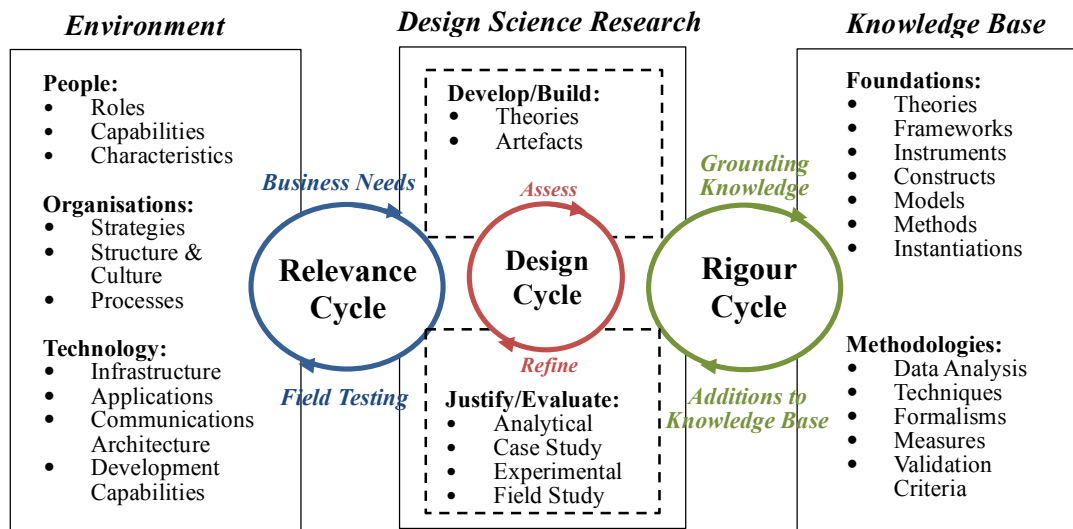 Environment
People:
• Roles
• Capabilities
• Characteristics
Organisations:
• Strategies
• Structure &
Culture
• Processes
Technology:
• Infrastructure
• Applications
• Communications
Architecture
• Development
Capabilities
Business Needs
Relevance
Cycle
Field Testing
Design Science Research
Develop/Build:
• Theories
• Artefacts
Assess
Design
Cycle
Refine
Justify/Evaluate:
• Analytical
• Case Study
• Experimental
• Field Study
Grounding
Knowledge
Rigour
Cycle
Additions to
Knowledge Base
Knowledge Base
Foundations:
• Theories
• Frameworks
• Instruments
• Constructs
• Models
• Methods
• Instantiations
Methodologies:
• Data Analysis
• Techniques
• Formalisms
• Measures
• Validation
Criteria